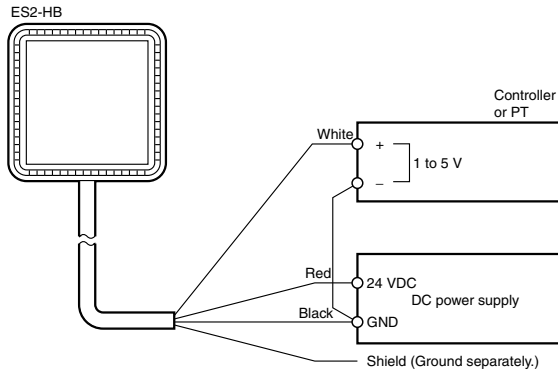 ES2-HB
Controller
or PT
White
+
1 to 5 V
−
Red
24 VDC
DC power supply
Black
GND
Shield (Ground separately.)